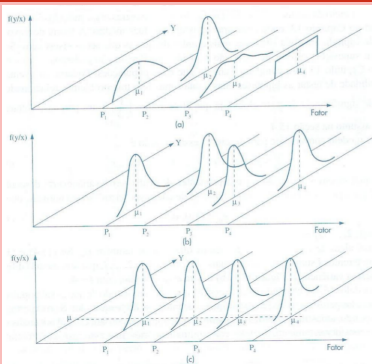 f(y/x)
Y
μ₁
μ₂
μ₃
μ₄
P₁ P₂ P₃ P₄ Fator
(a)
f(y/x)
Y
μ₁
μ₂
μ₃
μ₄
P₁ P₂ P₃ P₄ Fator
(b)
f(y/x)
Y
μ
μ₁ μ₂ μ₃ μ₄
P₁ P₂ P₃ P₄ Fator
(c)